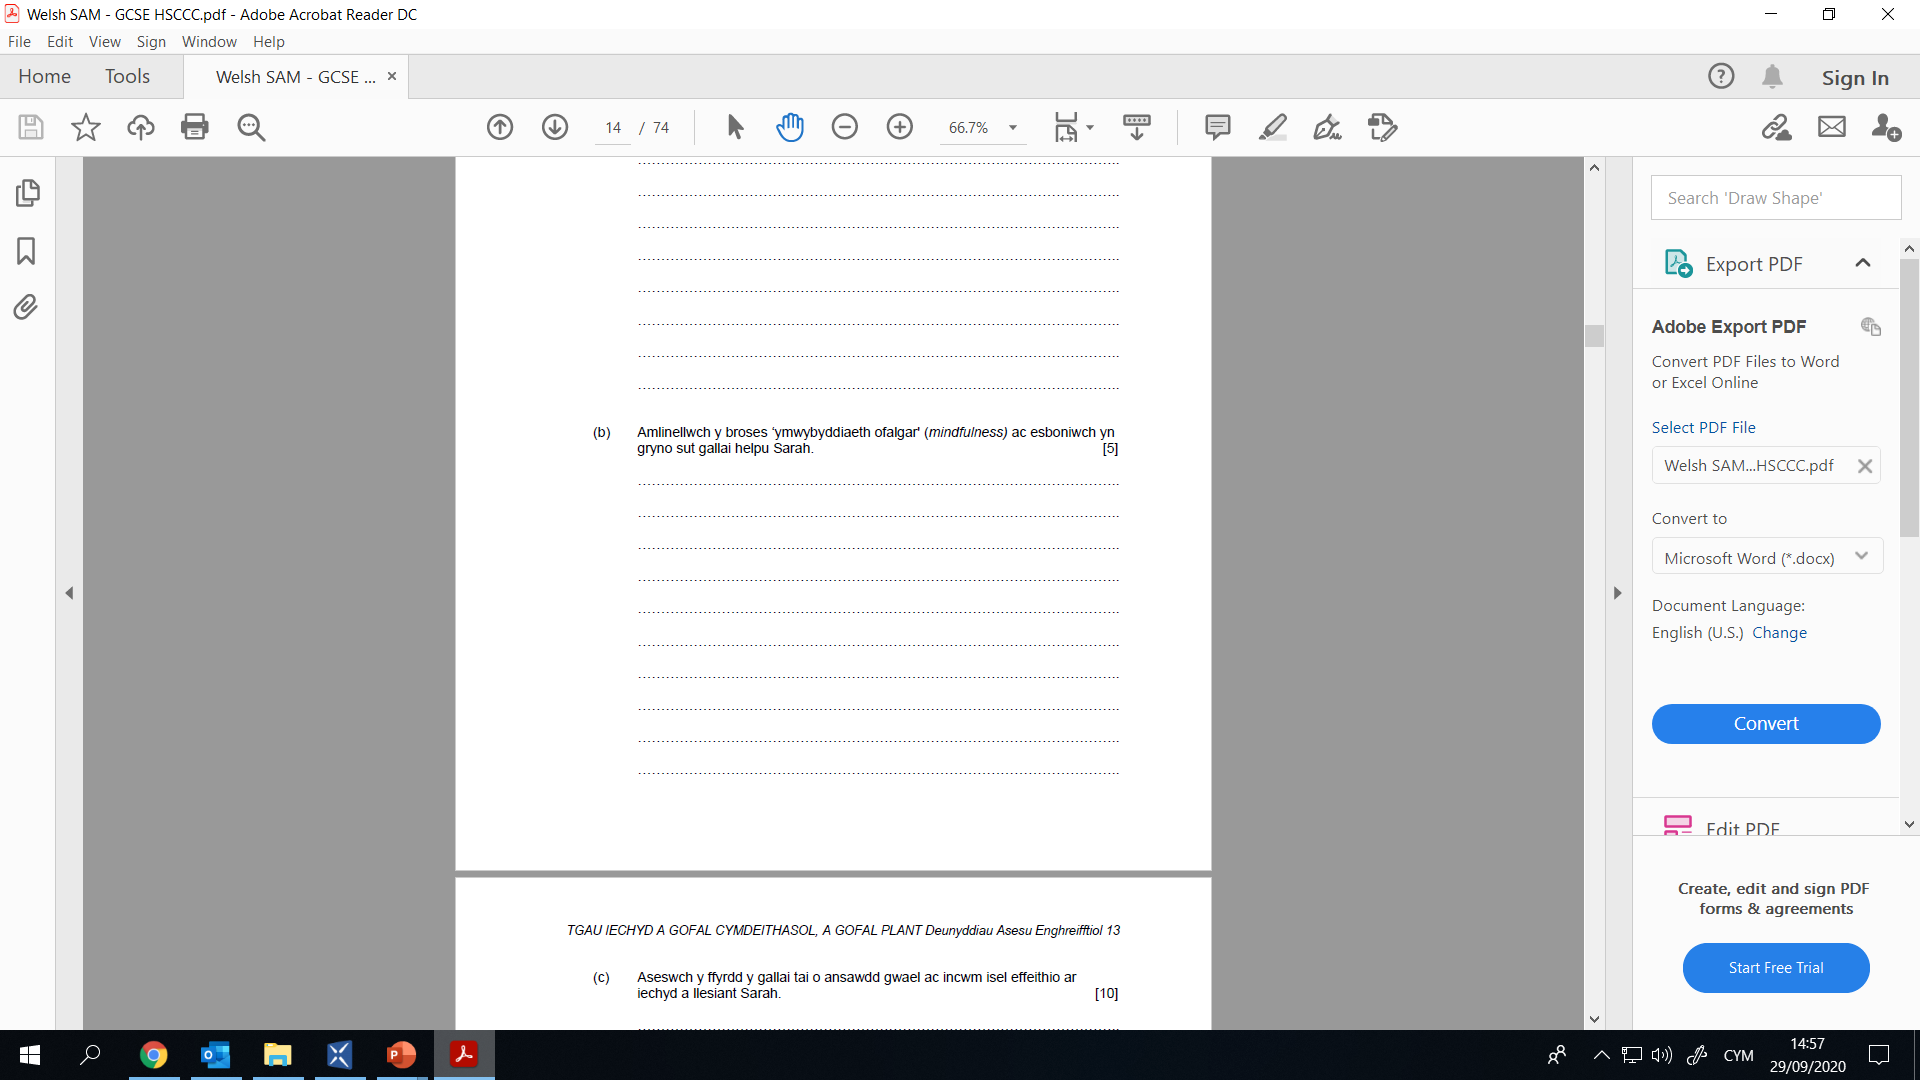 Welsh SAM - GCSE HSCCC.pdf - Adobe Acrobat Reader DC
File Edit View Sign Window Help
Home Tools Welsh SAM - GCSE ... × Sign In
14 / 74 66.7%
(b) Amlinellwch y broses ‘ymwybyddiaeth ofalgar' (mindfulness) ac esboniwch yn
gryno sut gallai helpu Sarah. [5]
TGAU IECHYD A GOFAL CYMDEITHASOL, A GOFAL PLANT Deunyddiau Asesu Enghreifftiol 13
(c) Aseswch y ffyrdd y gallai tai o ansawdd gwael ac incwm isel effeithio ar
iechyd a llesiant Sarah. [10]
Search 'Draw Shape'
Export PDF
Adobe Export PDF
Convert PDF Files to Word
or Excel Online
Select PDF File
Welsh SAM...HSCCC.pdf
Convert to
Microsoft Word (*.docx)
Document Language:
English (U.S.) Change
Convert
Edit PDF
Create, edit and sign PDF
forms & agreements
Start Free Trial
CYM
14:57
29/09/2020